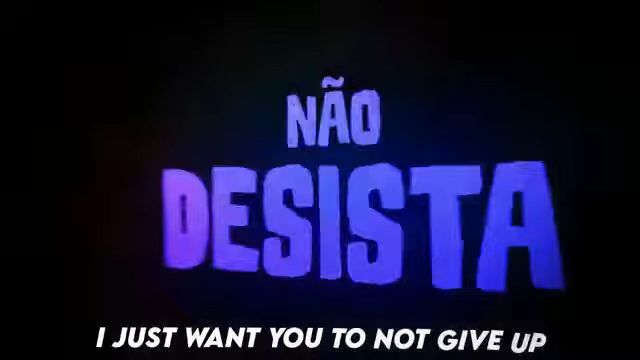 NÃO
DESISTA
I JUST WANT YOU TO NOT GIVE UP